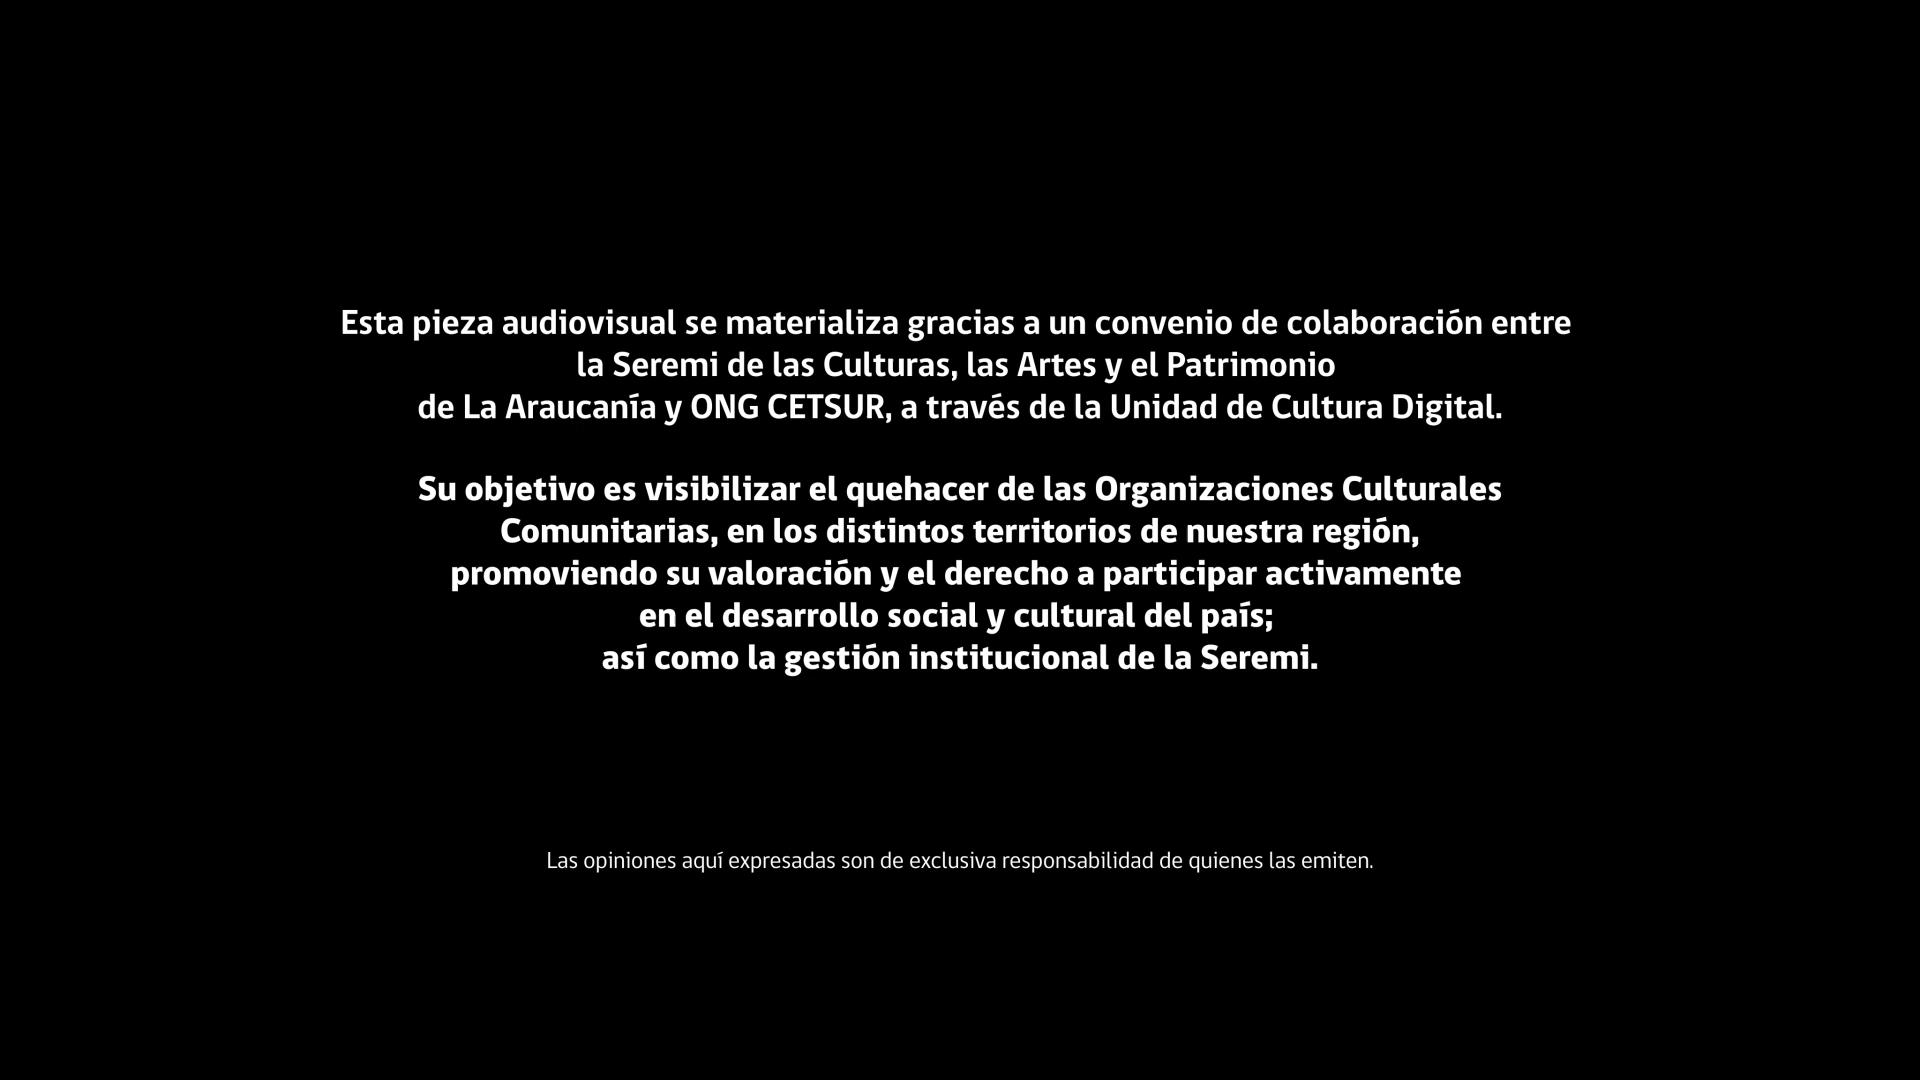 Esta pieza audiovisual se materializa gracias a un convenio de colaboración entre
la Seremi de las Culturas, las Artes y el Patrimonio
de La Araucanía y ONG CETSUR, a través de la Unidad de Cultura Digital.
Su objetivo es visibilizar el quehacer de las Organizaciones Culturales
Comunitarias, en los distintos territorios de nuestra región,
promoviendo su valoración y el derecho a participar activamente
en el desarrollo social y cultural del país;
así como la gestión institucional de la Seremi.
Las opiniones aquí expresadas son de exclusiva responsabilidad de quienes las emiten.